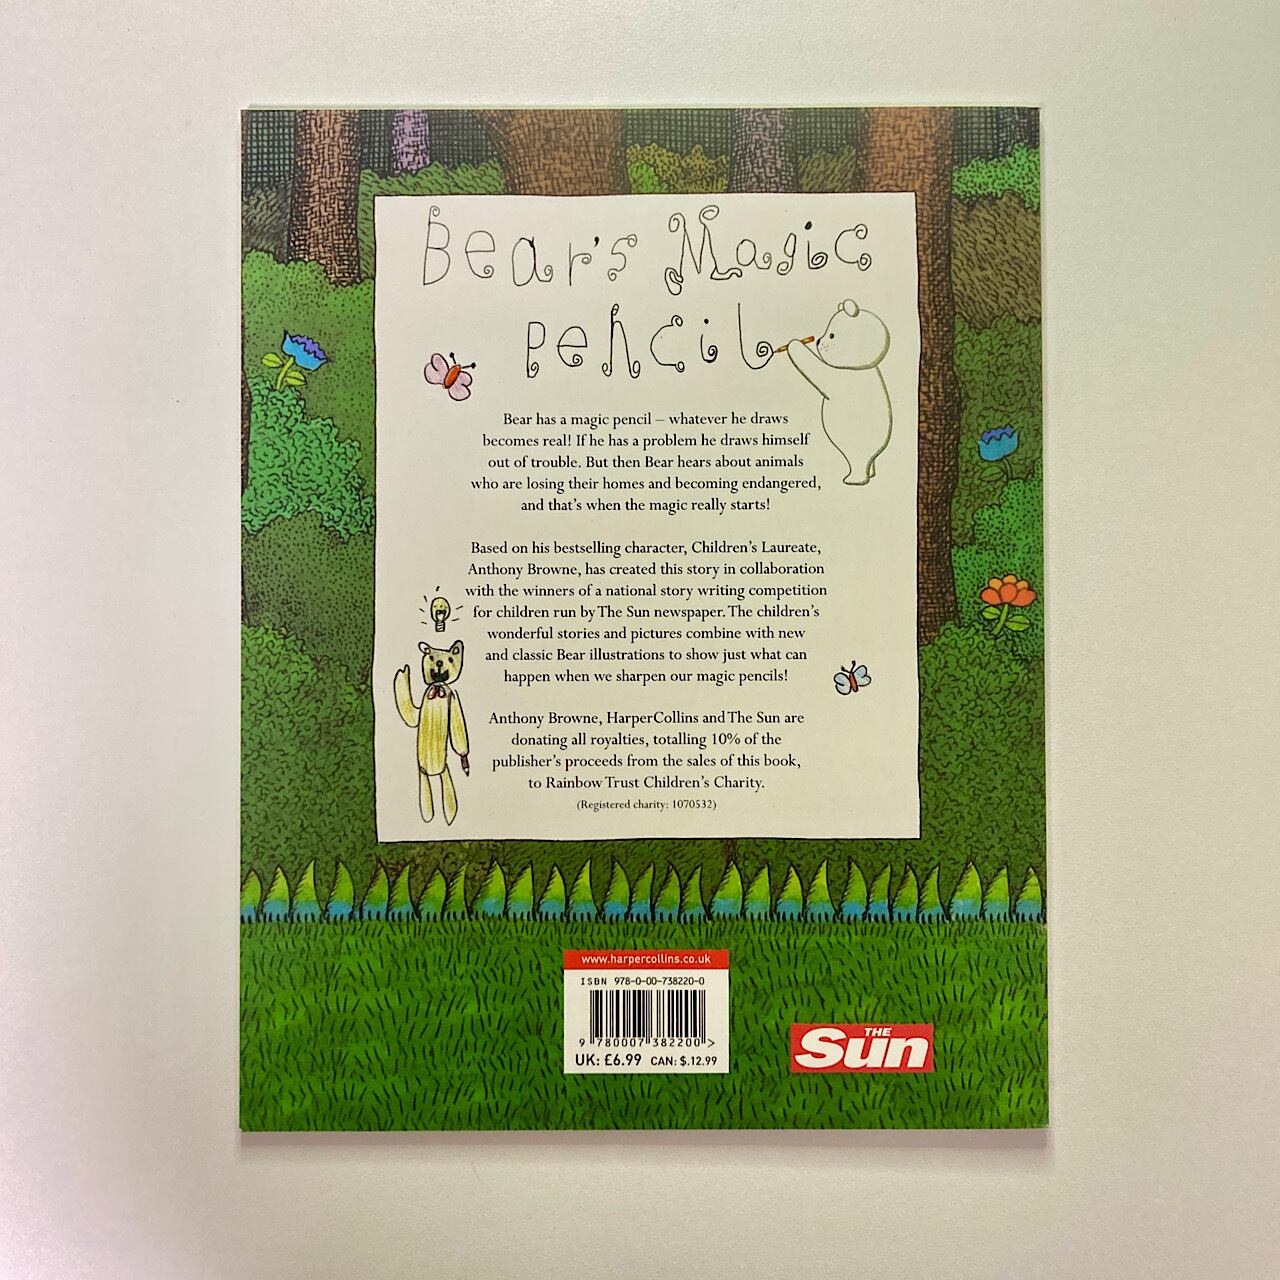 Bear's Magic
Pencil
Bear has a magic pencil – whatever he draws
becomes real! If he has a problem he draws himself
out of trouble. But then Bear hears about animals
who are losing their homes and becoming endangered,
and that's when the magic really starts!
Based on his bestselling character, Children's Laureate,
Anthony Browne, has created this story in collaboration
with the winners of a national story writing competition
for children run by The Sun newspaper. The children's
wonderful stories and pictures combine with new
and classic Bear illustrations to show just what can
happen when we sharpen our magic pencils!
Anthony Browne, HarperCollins and The Sun are
donating all royalties, totalling 10% of the
publisher's proceeds from the sales of this book,
to Rainbow Trust Children's Charity.
(Registered charity: 1070532)
www.harpercollins.co.uk
ISBN 978-0-00-738220-0
9 780007 382200 >
UK: £6.99 CAN: $.12.99
THE
Sun